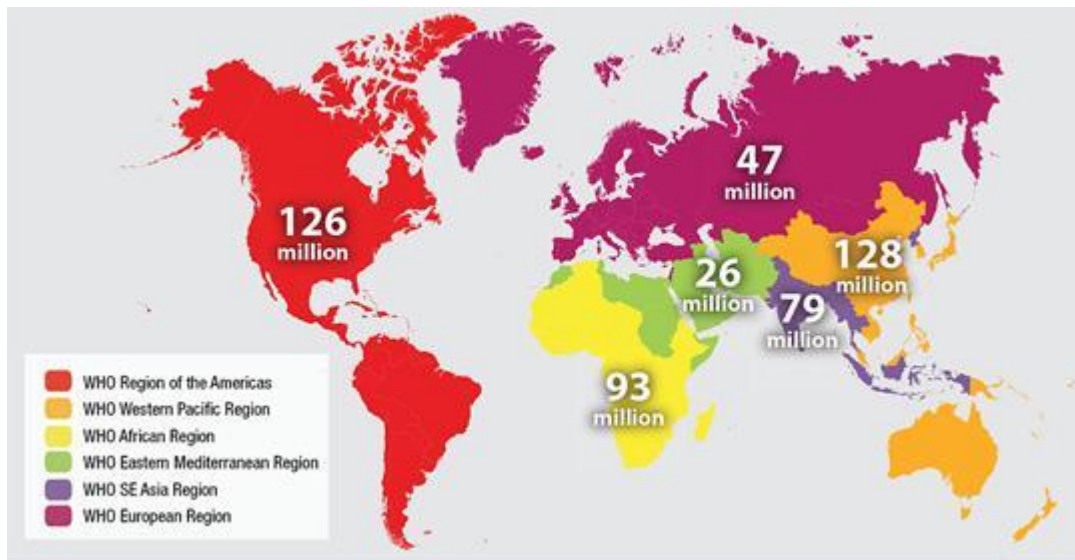 47
million
126
million
128
million
26
million
79
million
93
million
WHO Region of the Americas
WHO Western Pacific Region
WHO African Region
WHO Eastern Mediterranean Region
WHO SE Asia Region
WHO European Region